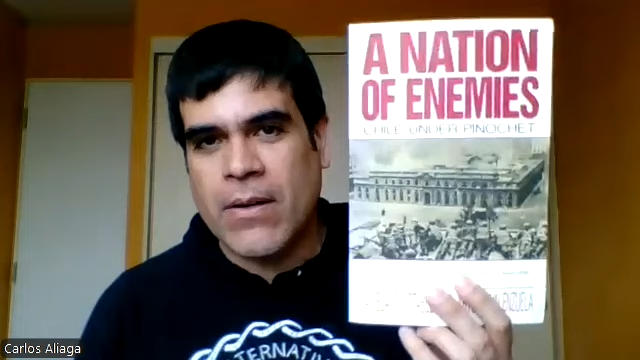 A NATION
OF ENEMIES
CHILE UNDER PINOCHET
Carlos Aliaga